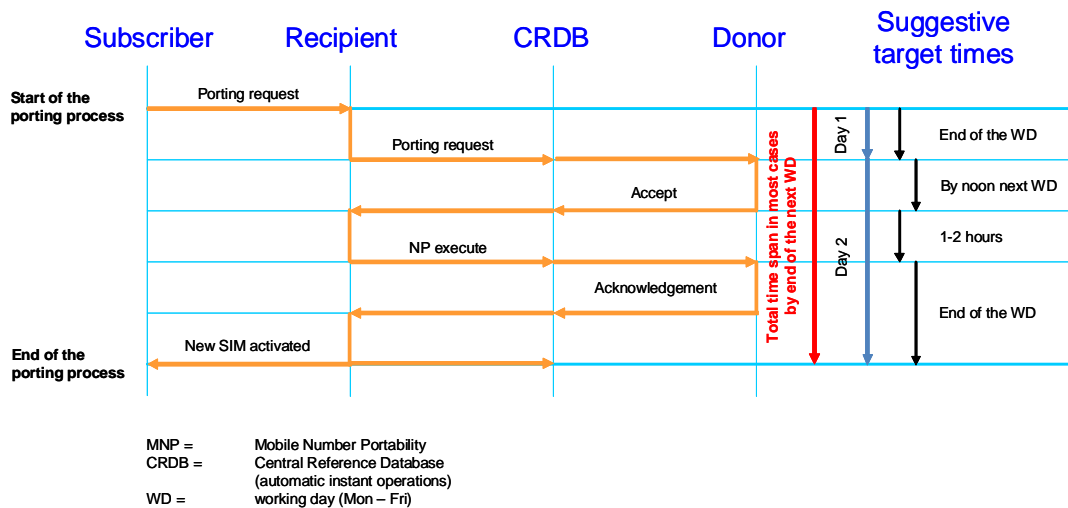 Subscriber
Recipient
CRDB
Donor
Suggestive
target times
Start of the
porting process
Porting request
Porting request
Accept
NP execute
Acknowledgement
New SIM activated
End of the
porting process
Total time span in most cases
by end of the next WD
Day 1
Day 2
End of the WD
By noon next WD
1-2 hours
End of the WD
MNP = Mobile Number Portability
CRDB = Central Reference Database
(automatic instant operations)
WD = working day (Mon – Fri)